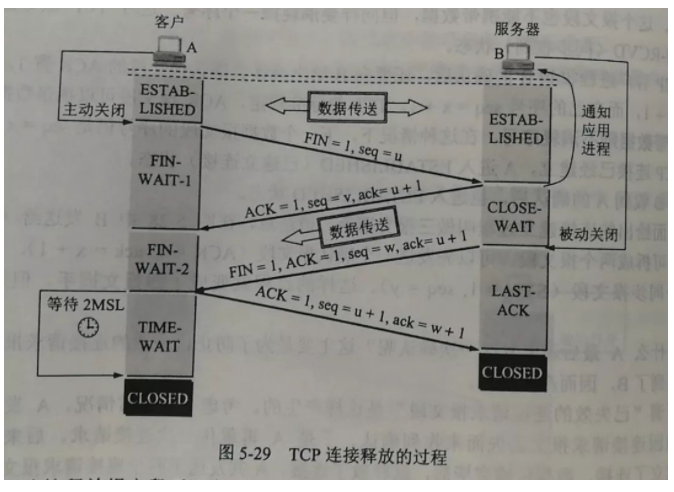 客户
服务器
A
B
ESTAB-
LISHED
主动关闭
数据传送
通知
应用
进程
ESTAB-
LISHED
FIN = 1, seq = u
FIN-
WAIT-1
ACK = 1, seq = v, ack= u + 1
CLOSE-
WAIT
数据传送
被动关闭
FIN-
WAIT-2
FIN = 1, ACK = 1, seq = w, ack= u + 1
等待 2MSL
ACK = 1, seq = u + 1, ack = w + 1
LAST-
ACK
TIME-
WAIT
CLOSED
CLOSED
图 5-29 TCP 连接释放的过程